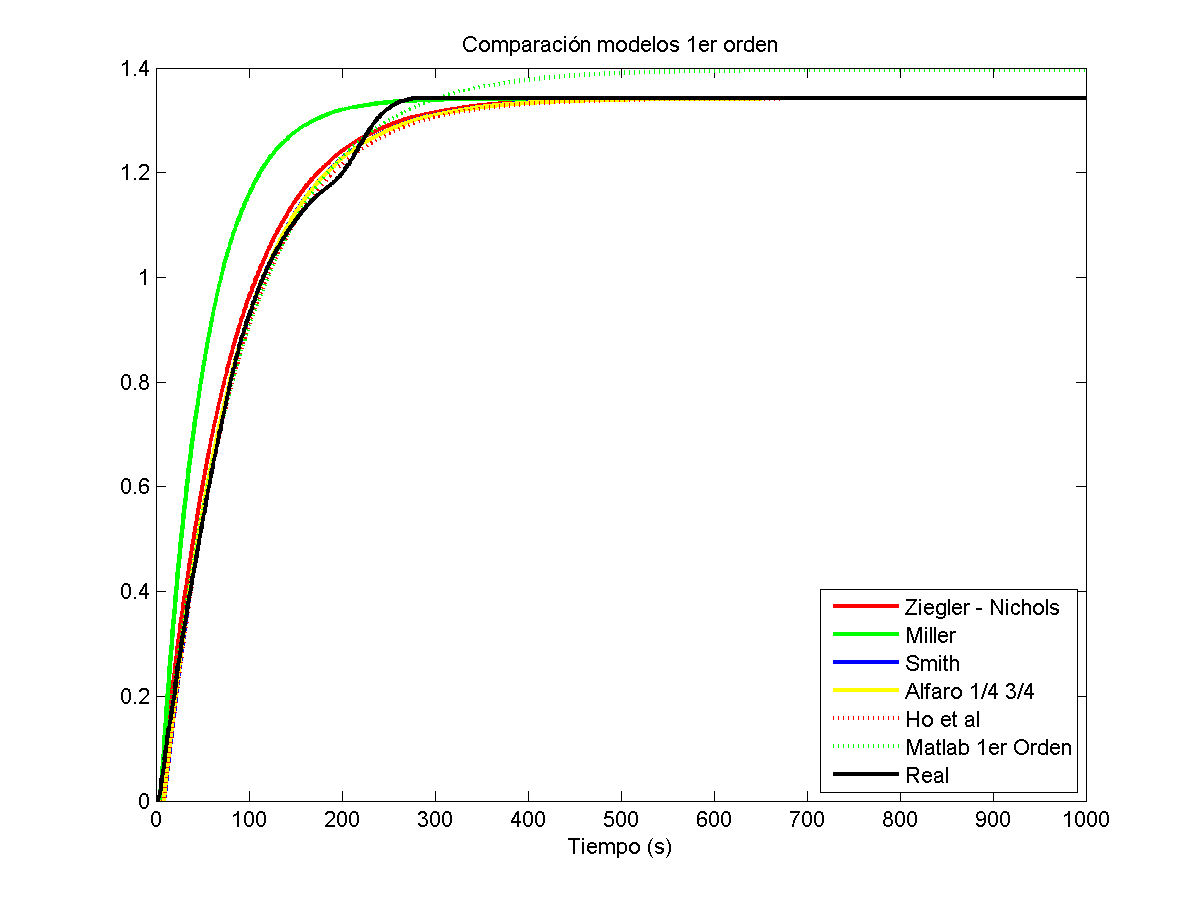 Comparación modelos 1er orden
1.4
1.2
1
0.8
0.6
0.4
0.2
0
0 100 200 300 400 500 600 700 800 900 1000
Tiempo (s)
Ziegler - Nichols
Miller
Smith
Alfaro 1/4 3/4
Ho et al
Matlab 1er Orden
Real